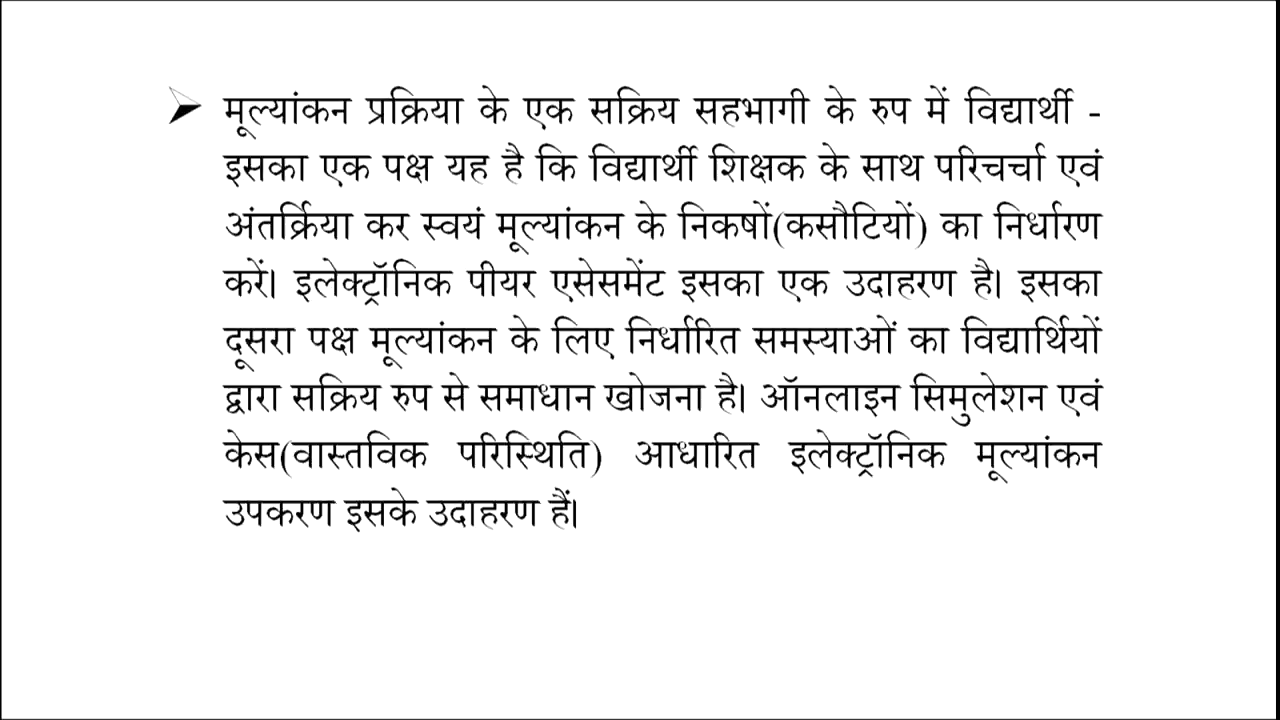 मूल्यांकन प्रक्रिया के एक सक्रिय सहभागी के रुप में विद्यार्थी -
इसका एक पक्ष यह है कि विद्यार्थी शिक्षक के साथ परिचर्चा एवं
अंतर्क्रिया कर स्वयं मूल्यांकन के निकषों(कसौटियों) का निर्धारण
करें। इलेक्ट्रॉनिक पीयर एसेसमेंट इसका एक उदाहरण है। इसका
दूसरा पक्ष मूल्यांकन के लिए निर्धारित समस्याओं का विद्यार्थियों
द्वारा सक्रिय रुप से समाधान खोजना है। ऑनलाइन सिमुलेशन एवं
केस(वास्तविक परिस्थिति) आधारित इलेक्ट्रॉनिक मूल्यांकन
उपकरण इसके उदाहरण हैं।